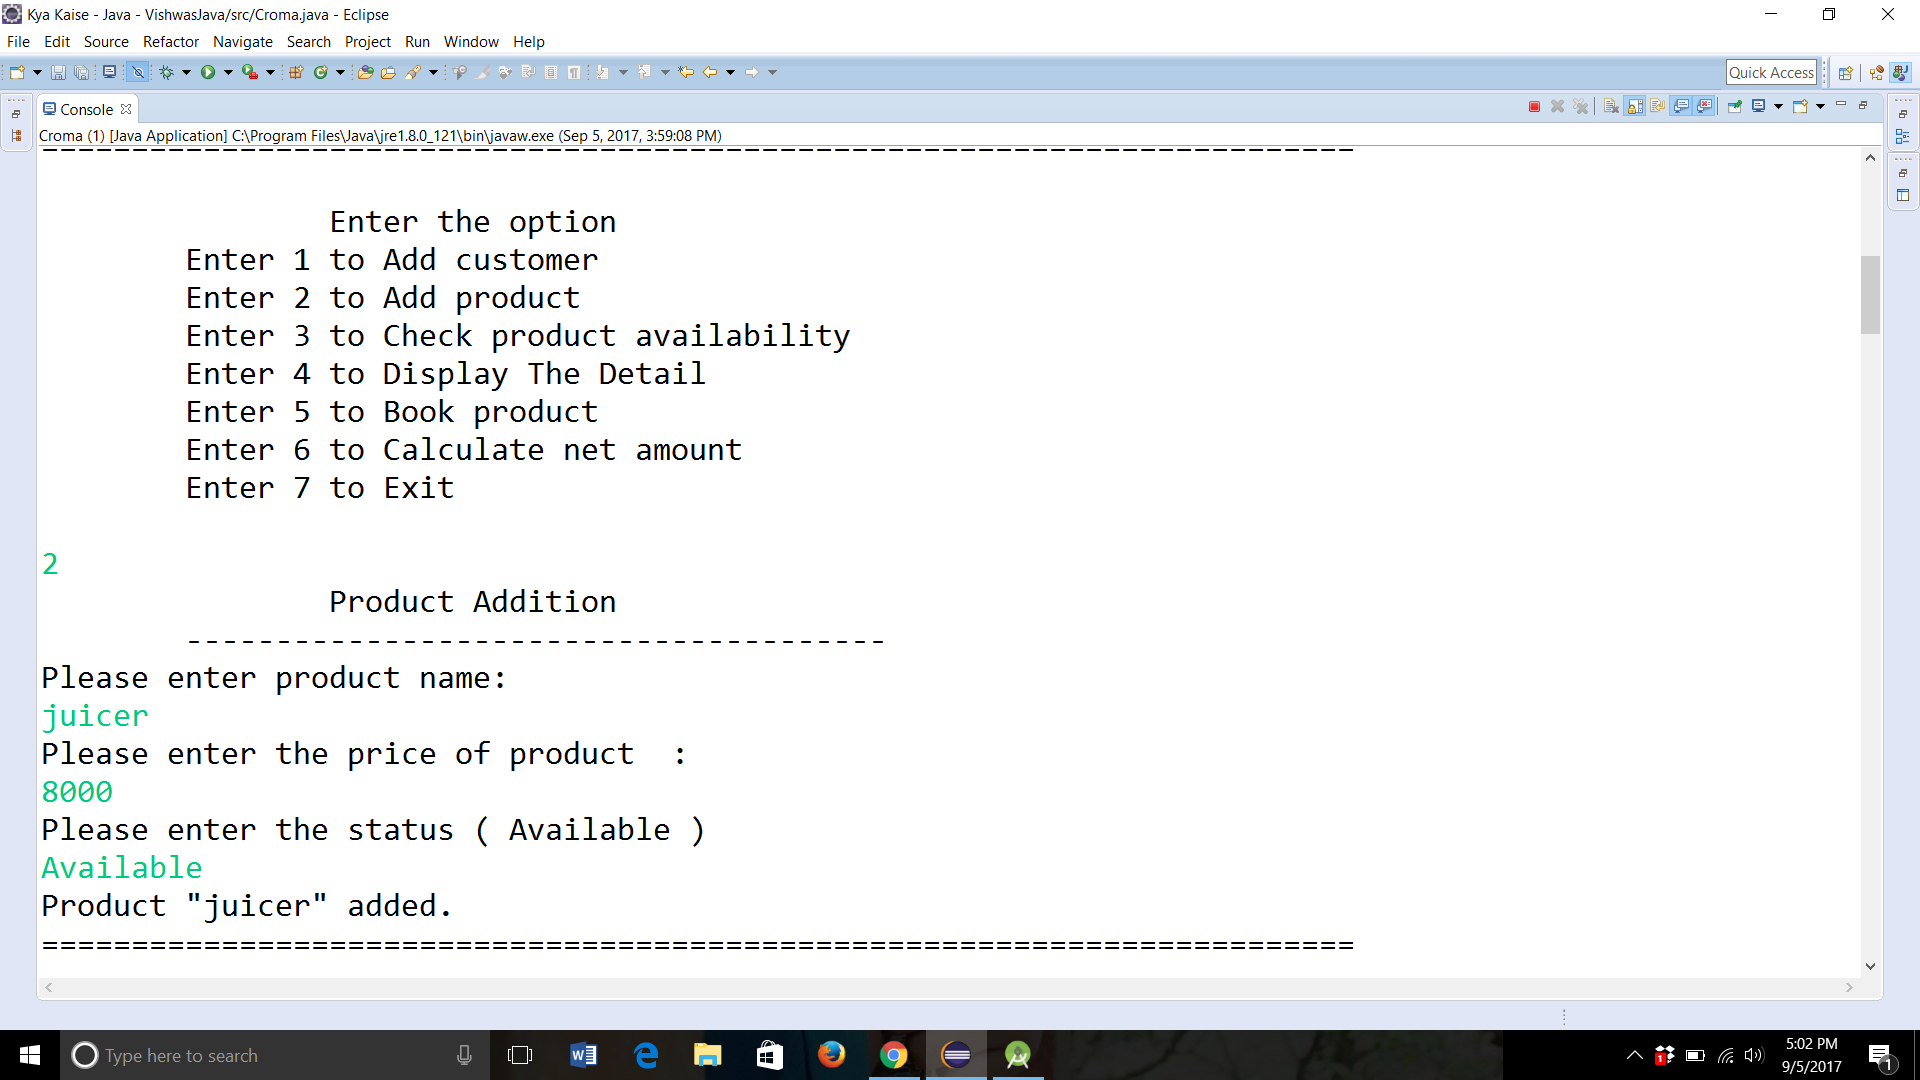 Kya Kaise - Java - VishwasJava/src/Croma.java - Eclipse
File Edit Source Refactor Navigate Search Project Run Window Help
Quick Access
Console
Croma (1) [Java Application] C:\Program Files\Java\jre1.8.0_121\bin\javaw.exe (Sep 5, 2017, 3:59:08 PM)
=========================================================================
Enter the option
Enter 1 to Add customer
Enter 2 to Add product
Enter 3 to Check product availability
Enter 4 to Display The Detail
Enter 5 to Book product
Enter 6 to Calculate net amount
Enter 7 to Exit
2
Product Addition
---------------------------------------
Please enter product name:
juicer
Please enter the price of product  :
8000
Please enter the status ( Available )
Available
Product "juicer" added.
=========================================================================
Type here to search
5:02 PM
9/5/2017
1
1